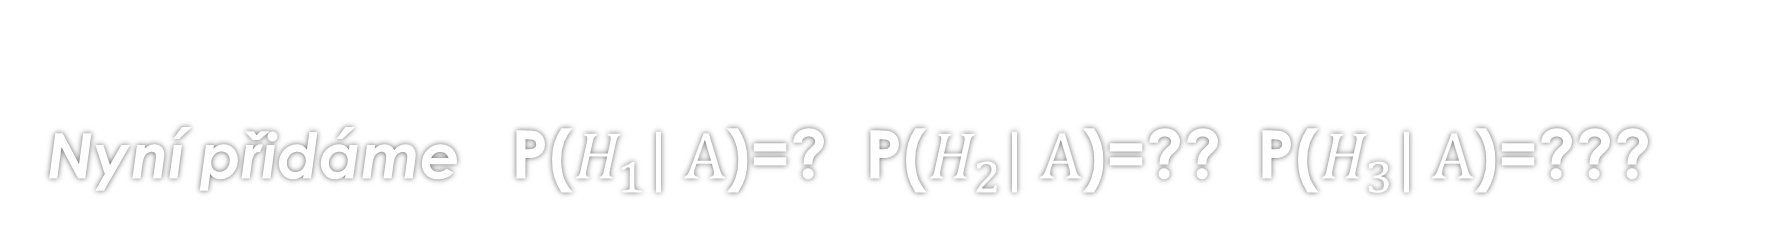 Nyní přidáme P(H₁| A)=? P(H₂| A)=?? P(H₃| A)=???